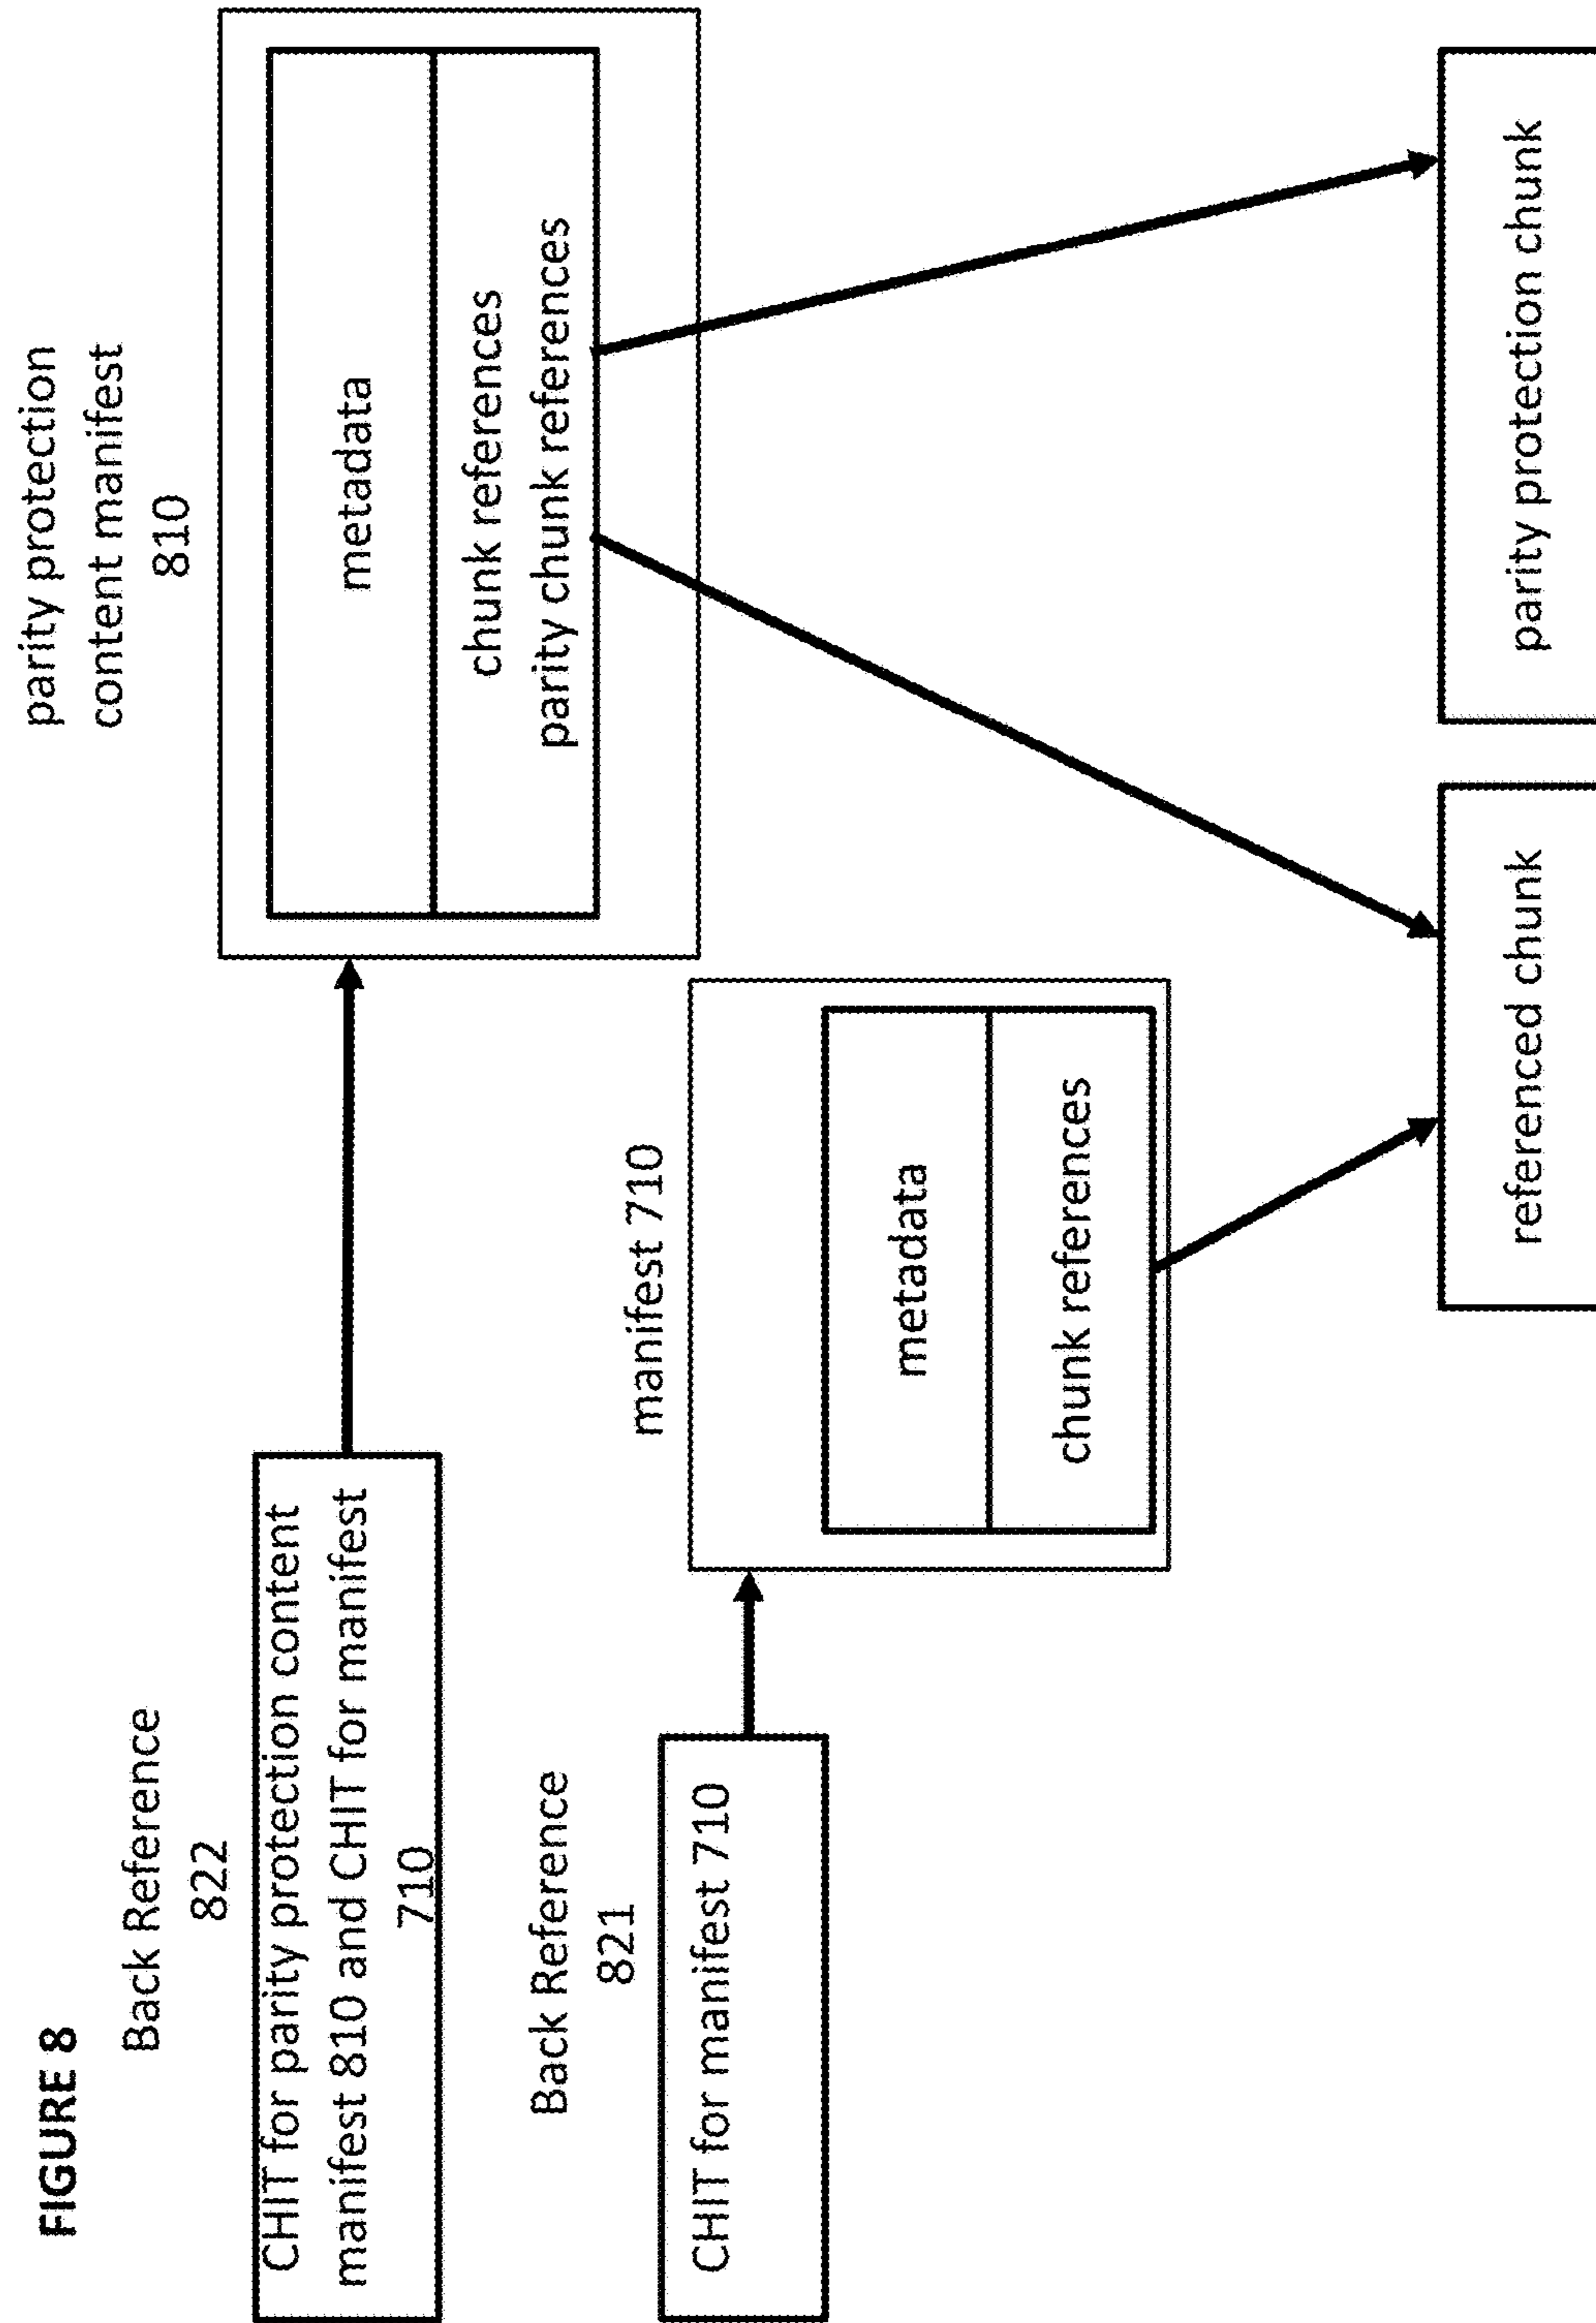 FIGURE 8
Back Reference
822
CHIT for parity protection content
manifest 810 and CHIT for manifest
710
Back Reference
821
CHIT for manifest 710
parity protection
content manifest
810
metadata
chunk references
parity chunk references
manifest 710
metadata
chunk references
referenced chunk
parity protection chunk